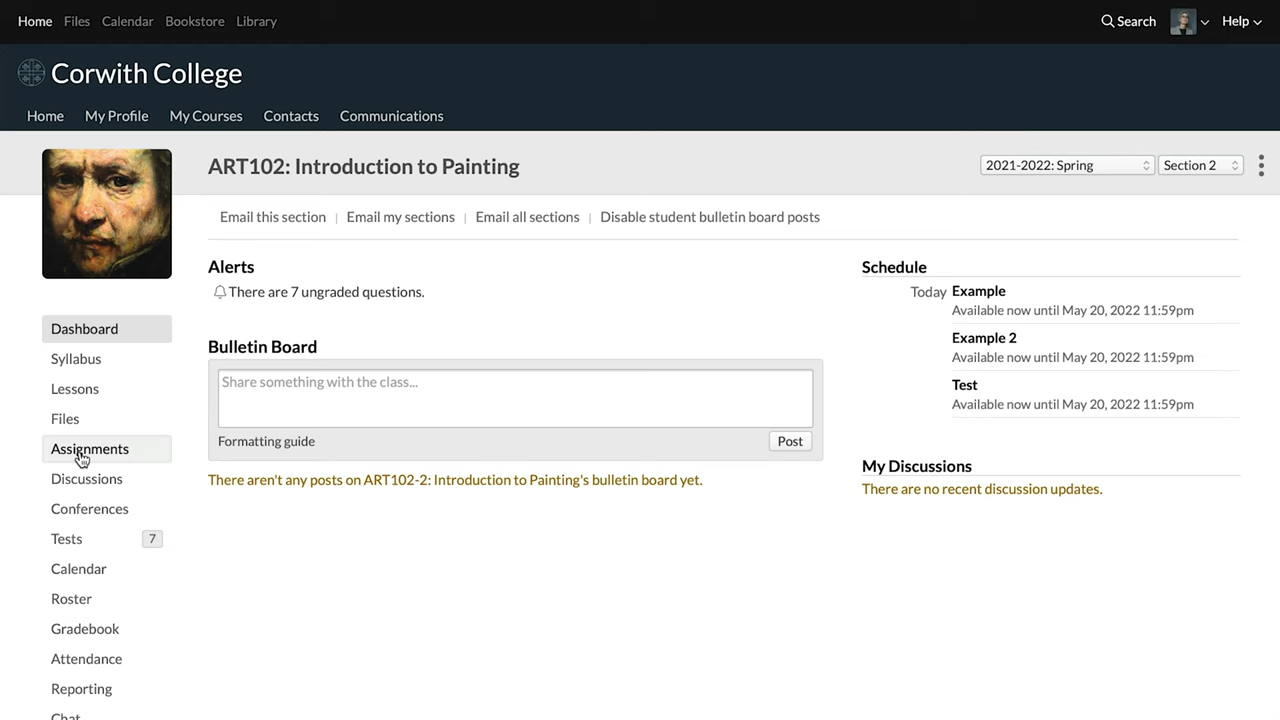 Home Files Calendar Bookstore Library Search Help
Corwith College
Home My Profile My Courses Contacts Communications
ART102: Introduction to Painting 2021-2022: Spring Section 2
Email this section | Email my sections | Email all sections | Disable student bulletin board posts
Alerts
There are 7 ungraded questions.
Bulletin Board
Share something with the class...
Formatting guide Post
There aren't any posts on ART102-2: Introduction to Painting's bulletin board yet.
Schedule
Today Example
Available now until May 20, 2022 11:59pm
Example 2
Available now until May 20, 2022 11:59pm
Test
Available now until May 20, 2022 11:59pm
My Discussions
There are no recent discussion updates.
Dashboard
Syllabus
Lessons
Files
Assignments
Discussions
Conferences
Tests 7
Calendar
Roster
Gradebook
Attendance
Reporting
Chat